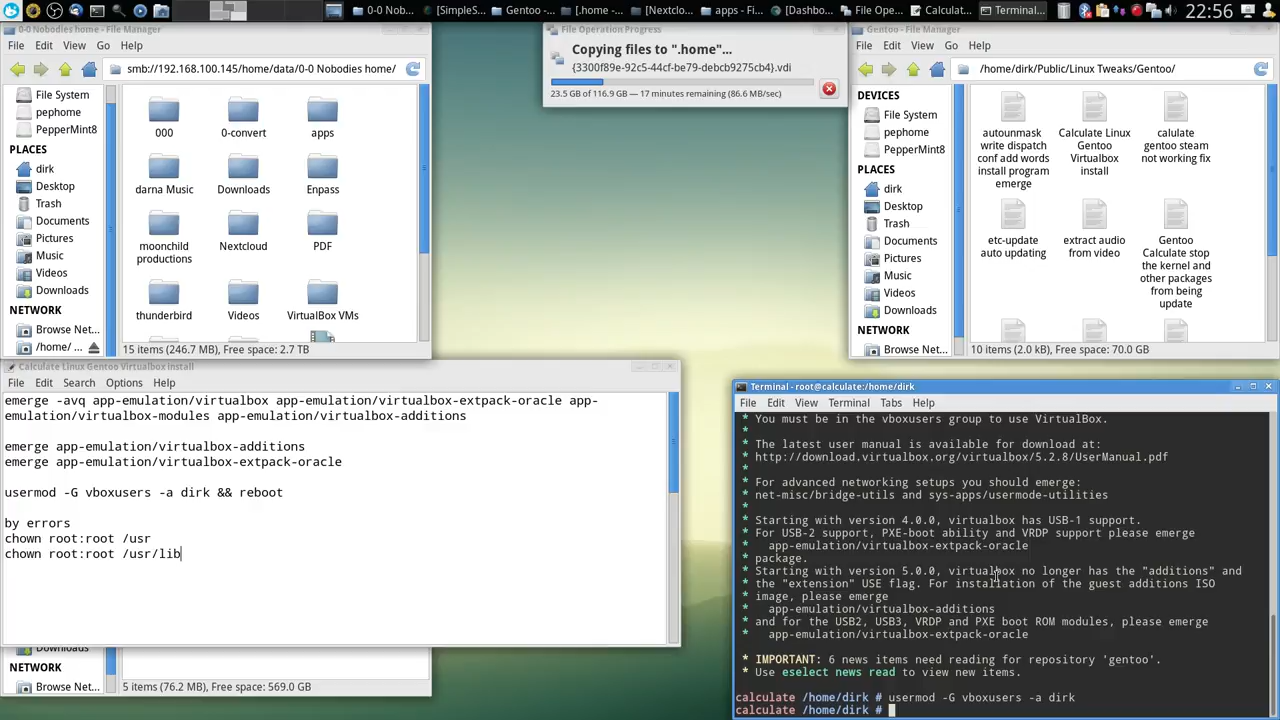 0-0 Nob...
[SimpleS...
Gentoo -...
[.home -...
[Nextclo...
apps - Fi...
[Dashbo...
File Ope...
Calculat...
Terminal...
22:56
0-0 Nobodies home - File Manager
File Edit View Go Help
smb://192.168.100.145/home/data/0-0 Nobodies home/
File System
pephome
PepperMint8
PLACES
dirk
Desktop
Trash
Documents
Pictures
Music
Videos
Downloads
NETWORK
Browse Net...
/home/ ...
000
0-convert
apps
darna Music
Downloads
Enpass
moonchild
productions
Nextcloud
PDF
thunderbird
Videos
VirtualBox VMs
15 items (246.7 MB), Free space: 2.7 TB
File Operation Progress
Copying files to ".home"...
{3300f89e-92c5-44cf-be79-debcb9275cb4}.vdi
23.5 GB of 116.9 GB — 17 minutes remaining (86.6 MB/sec)
Gentoo - File Manager
File Edit View Go Help
/home/dirk/Public/Linux Tweaks/Gentoo/
DEVICES
File System
pephome
PepperMint8
PLACES
dirk
Desktop
Trash
Documents
Pictures
Music
Videos
Downloads
NETWORK
Browse Net...
autounmask
write dispatch
conf add words
install program
emerge
Calculate Linux
Gentoo
Virtualbox
install
calulate
gentoo steam
not working fix
etc-update
auto updating
extract audio
from video
Gentoo
Calculate stop
the kernel and
other packages
from being
update
10 items (2.0 kB), Free space: 70.0 GB
Calculate Linux Gentoo Virtualbox install
File Edit Search Options Help
emerge -avq app-emulation/virtualbox app-emulation/virtualbox-extpack-oracle app-
emulation/virtualbox-modules app-emulation/virtualbox-additions
emerge app-emulation/virtualbox-additions
emerge app-emulation/virtualbox-extpack-oracle
usermod -G vboxusers -a dirk && reboot
by errors
chown root:root /usr
chown root:root /usr/lib
Downloads
NETWORK
Browse Net...
5 items (76.2 MB), Free space: 569.0 GB
Terminal - root@calculate:/home/dirk
File Edit View Terminal Tabs Help
* You must be in the vboxusers group to use VirtualBox.
*
* The latest user manual is available for download at:
* http://download.virtualbox.org/virtualbox/5.2.8/UserManual.pdf
*
* For advanced networking setups you should emerge:
* net-misc/bridge-utils and sys-apps/usermode-utilities
*
* Starting with version 4.0.0, virtualbox has USB-1 support.
* For USB-2 support, PXE-boot ability and VRDP support please emerge
*   app-emulation/virtualbox-extpack-oracle
* package.
* Starting with version 5.0.0, virtualbox no longer has the "additions" and
* the "extension" USE flag. For installation of the guest additions ISO
* image, please emerge
*   app-emulation/virtualbox-additions
* and for the USB2, USB3, VRDP and PXE boot ROM modules, please emerge
*   app-emulation/virtualbox-extpack-oracle
* IMPORTANT: 6 news items need reading for repository 'gentoo'.
* Use eselect news read to view new items.
calculate /home/dirk # usermod -G vboxusers -a dirk
calculate /home/dirk #